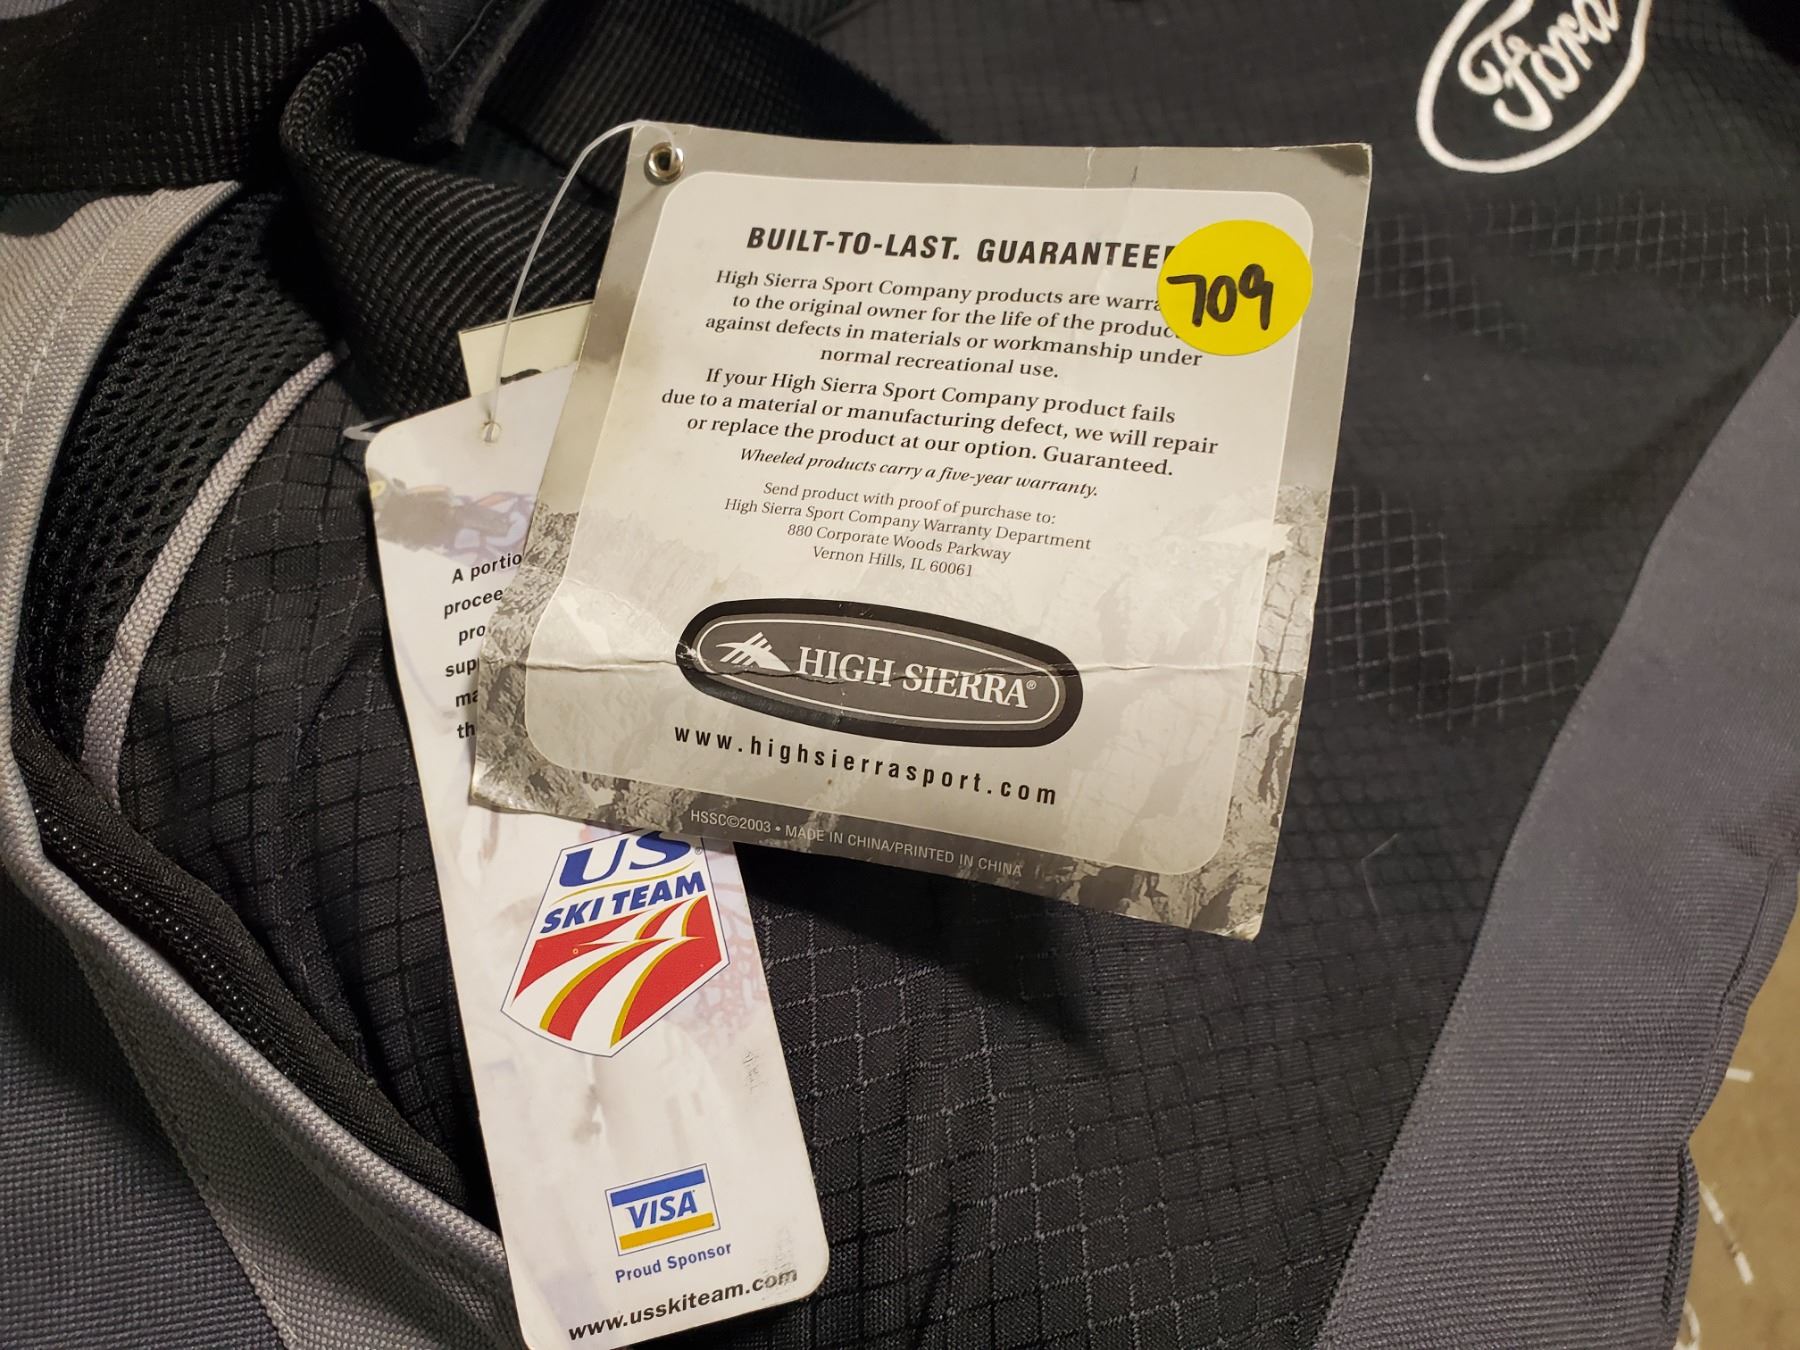 Ford
BUILT-TO-LAST. GUARANTEE
709
High Sierra Sport Company products are warra
to the original owner for the life of the produc
against defects in materials or workmanship under
normal recreational use.
If your High Sierra Sport Company product fails
due to a material or manufacturing defect, we will repair
or replace the product at our option. Guaranteed.
Wheeled products carry a five-year warranty.
Send product with proof of purchase to:
High Sierra Sport Company Warranty Department
880 Corporate Woods Parkway
Vernon Hills, IL 60061
HIGH SIERRA®
www.highsierrasport.com
HSSC©2003 • MADE IN CHINA/PRINTED IN CHINA
A portio
procee
pro
sup
ma
th
US
SKI TEAM
VISA
Proud Sponsor
www.usskiteam.com